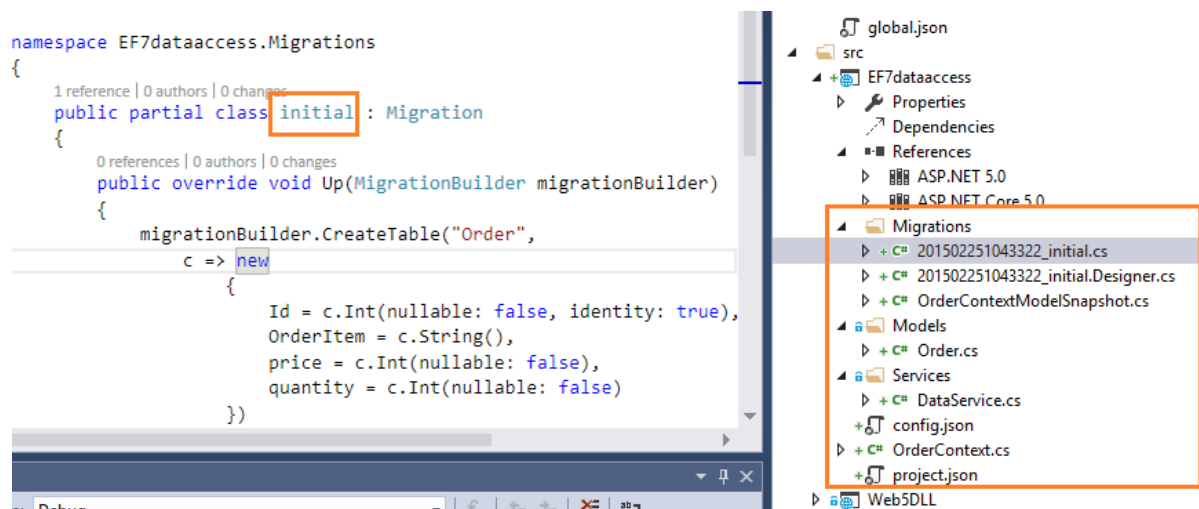 namespace EF7dataaccess.Migrations
{
1 reference | 0 authors | 0 changes
public partial class initial : Migration
{
0 references | 0 authors | 0 changes
public override void Up(MigrationBuilder migrationBuilder)
{
migrationBuilder.CreateTable("Order",
c => new
{
Id = c.Int(nullable: false, identity: true),
OrderItem = c.String(),
price = c.Int(nullable: false),
quantity = c.Int(nullable: false)
})
Debug
global.json
src
EF7dataaccess
Properties
Dependencies
References
ASP.NET 5.0
ASP.NET Core 5.0
Migrations
C# 201502251043322_initial.cs
C# 201502251043322_initial.Designer.cs
C# OrderContextModelSnapshot.cs
Models
C# Order.cs
Services
C# DataService.cs
config.json
C# OrderContext.cs
project.json
Web5DLL